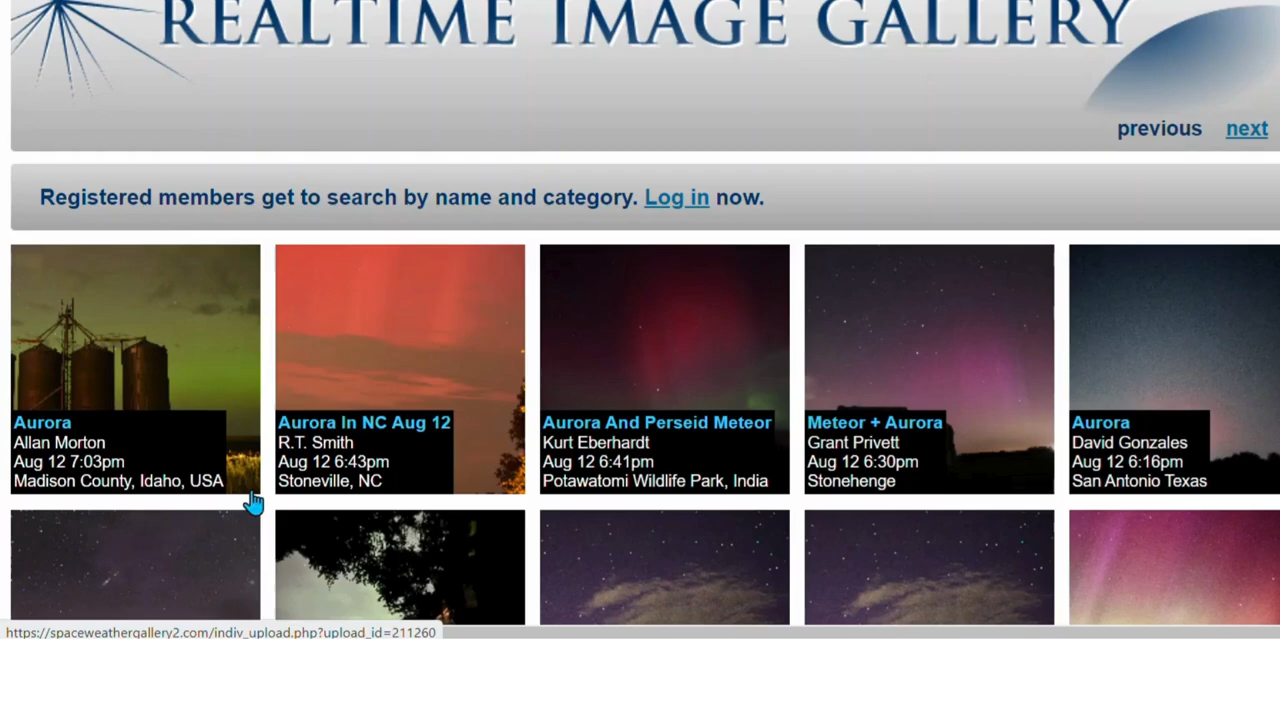 REALTIME IMAGE GALLERY
previous next
Registered members get to search by name and category. Log in now.
Aurora
Allan Morton
Aug 12 7:03pm
Madison County, Idaho, USA
Aurora In NC Aug 12
R.T. Smith
Aug 12 6:43pm
Stoneville, NC
Aurora And Perseid Meteor
Kurt Eberhardt
Aug 12 6:41pm
Potawatomi Wildlife Park, India
Meteor + Aurora
Grant Privett
Aug 12 6:30pm
Stonehenge
Aurora
David Gonzales
Aug 12 6:16pm
San Antonio Texas
https://spaceweathergallery2.com/indiv_upload.php?upload_id=211260